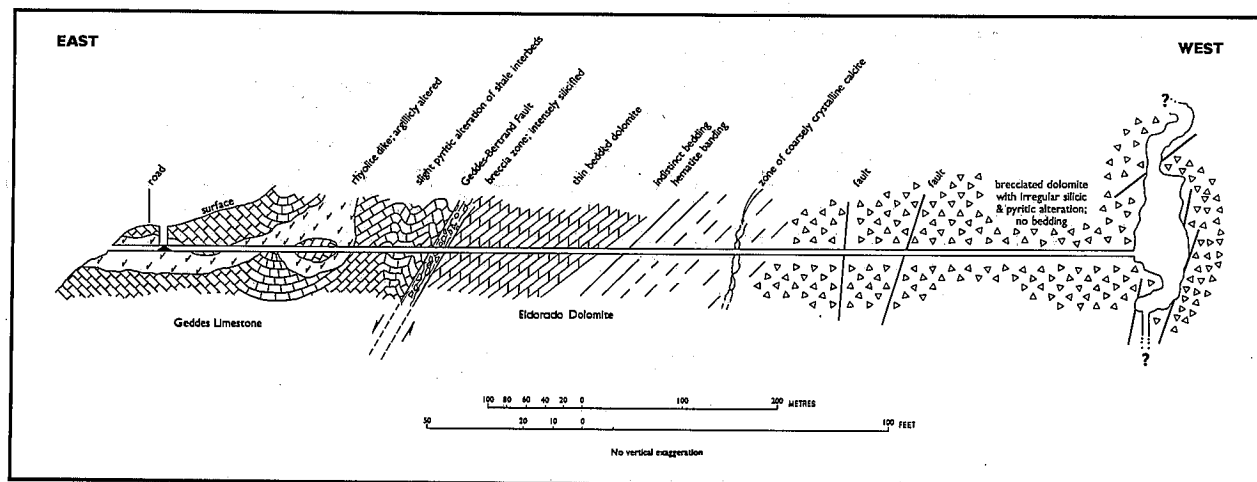 EAST
WEST
road
surface
rhyolite dike; argillicly altered
slight pyritic alteration of shale interbeds
Geddes-Bertrand Fault
breccia zone; intensely silicified
thin bedded dolomite
indistinct bedding
hematite banding
zone of coarsely crystalline calcite
fault
fault
brecciated dolomite
with irregular silicic
& pyritic alteration;
no bedding
?
?
Geddes Limestone
Eldorado Dolomite
100 80 60 40 20 0 100 200 METRES
50 20 10 0 100 FEET
No vertical exaggeration